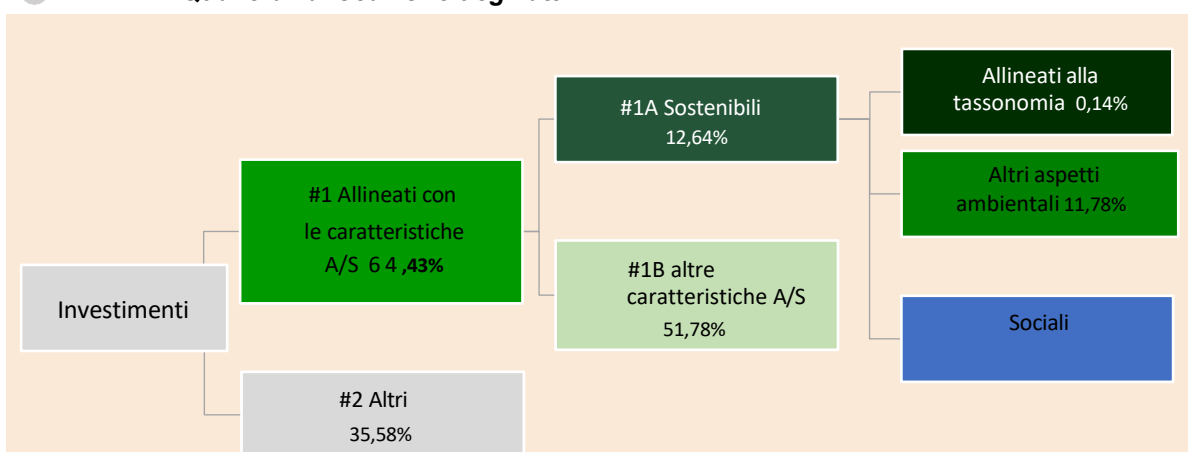 Investimenti
#1 Allineati con
le caratteristiche
A/S 6 4 ,43%
#2 Altri
35,58%
#1A Sostenibili
12,64%
#1B altre
caratteristiche A/S
51,78%
Allineati alla
tassonomia 0,14%
Altri aspetti
ambientali 11,78%
Sociali